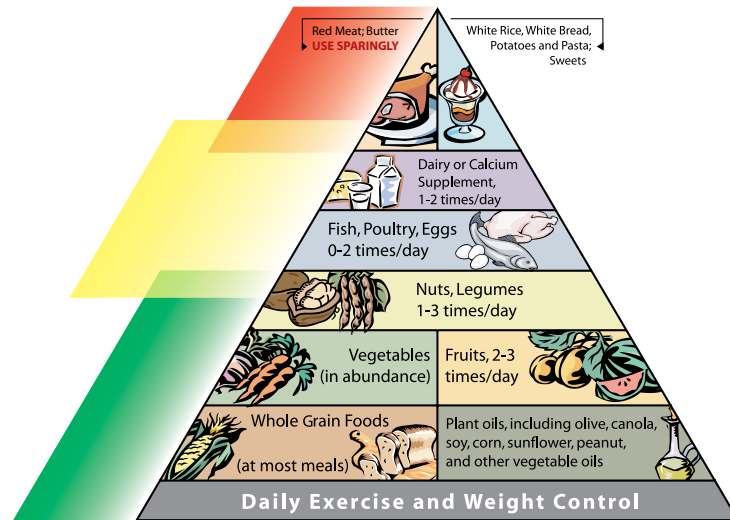 Red Meat; Butter
USE SPARINGLY
White Rice, White Bread,
Potatoes and Pasta;
Sweets
Dairy or Calcium
Supplement,
1-2 times/day
Fish, Poultry, Eggs
0-2 times/day
Nuts, Legumes
1-3 times/day
Vegetables
(in abundance)
Fruits, 2-3
times/day
Whole Grain Foods
(at most meals)
Plant oils, including olive, canola,
soy, corn, sunflower, peanut,
and other vegetable oils
Daily Exercise and Weight Control